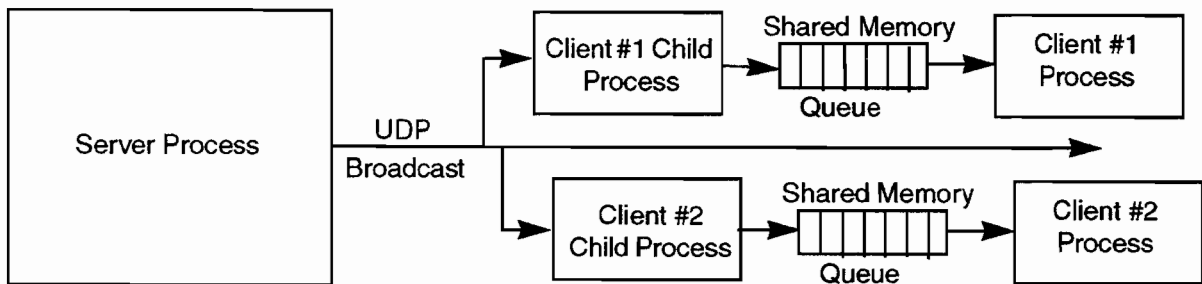 Server Process
UDP
Broadcast
Client #1 Child
Process
Shared Memory
Queue
Client #1
Process
Client #2
Child Process
Shared Memory
Queue
Client #2
Process